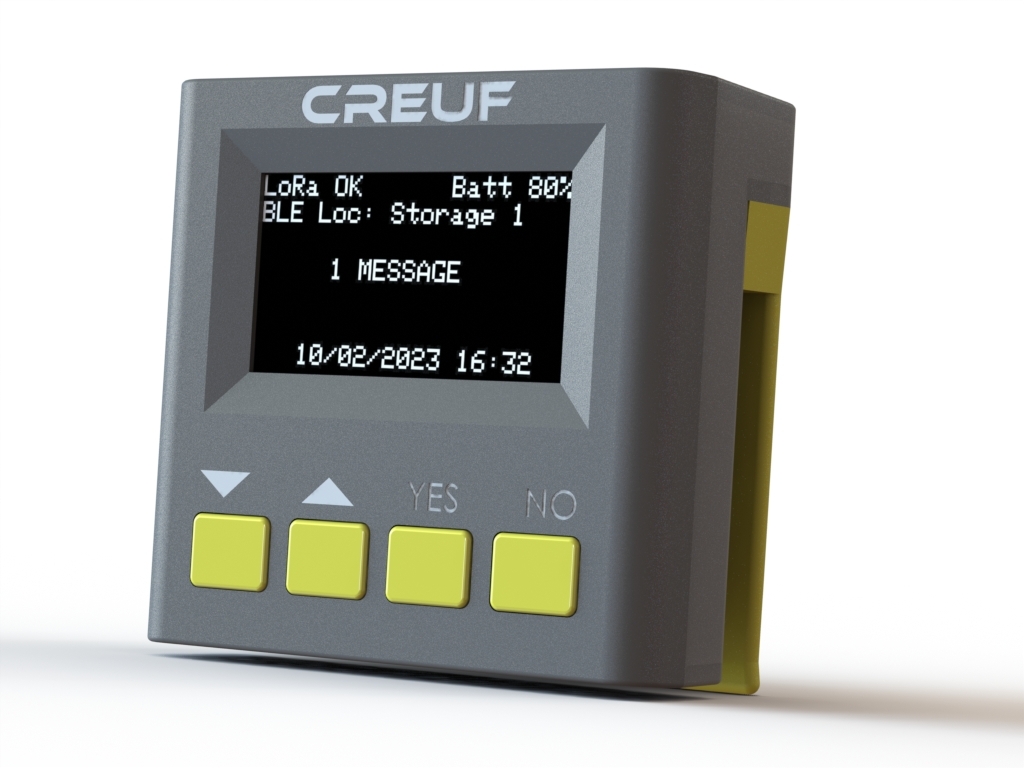 CREUF
LoRa OK Batt 80%
BLE Loc: Storage 1
1 MESSAGE
10/02/2023 16:32
YES NO